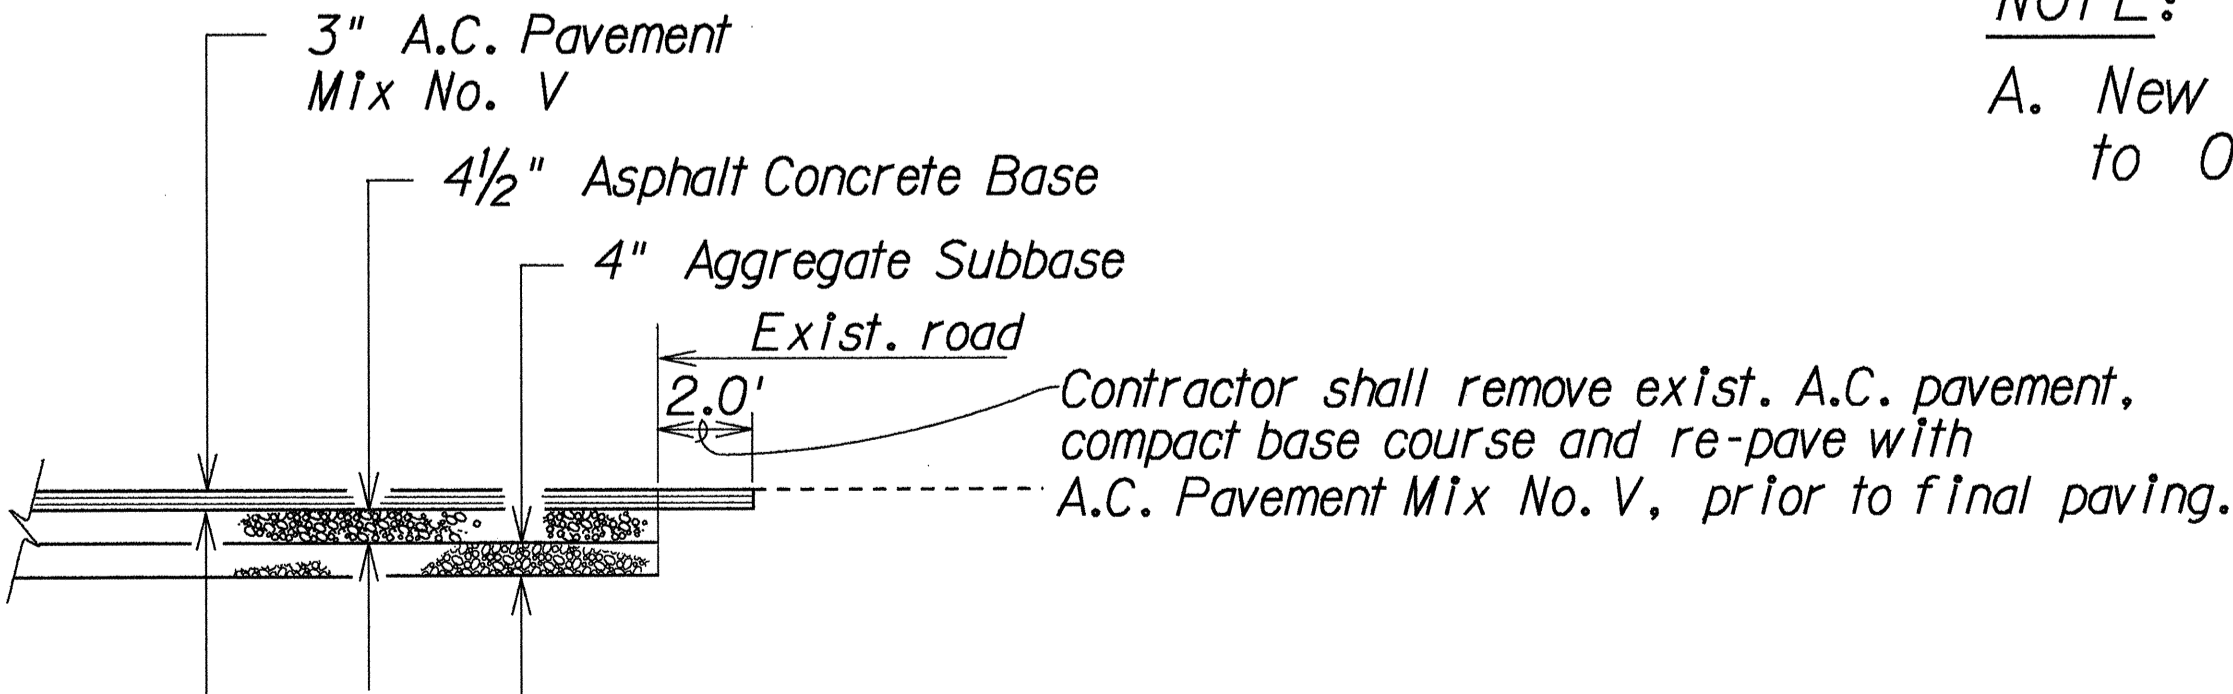 3" A.C. Pavement
Mix No. V
4½" Asphalt Concrete Base
4" Aggregate Subbase
Exist. road
2.0'
Contractor shall remove exist. A.C. pavement,
compact base course and re-pave with
A.C. Pavement Mix No. V, prior to final paving.
NOTE:
A. New
to